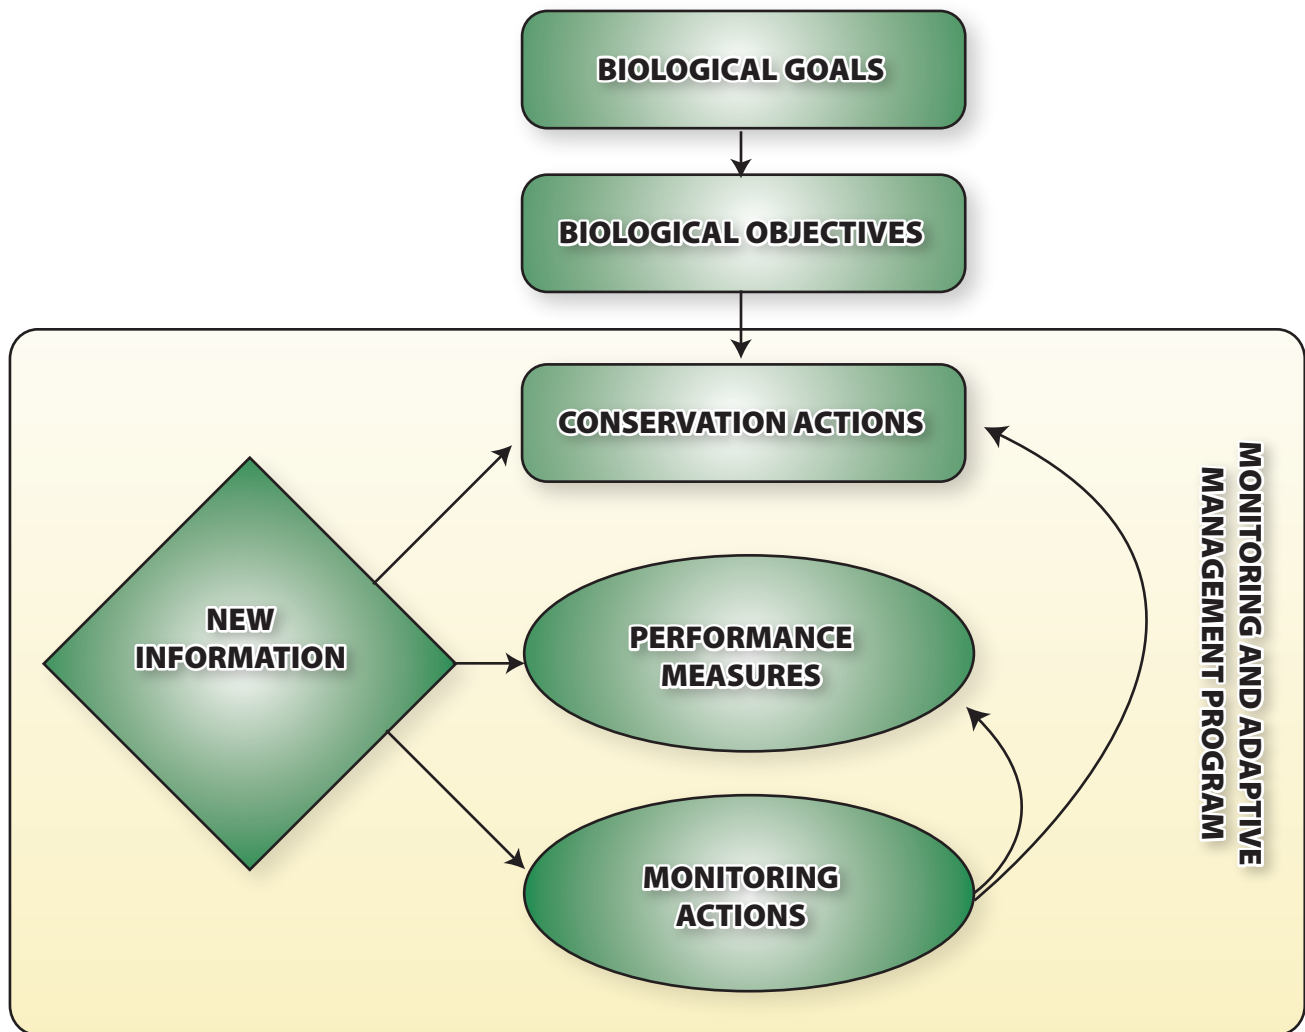 BIOLOGICAL GOALS
BIOLOGICAL OBJECTIVES
CONSERVATION ACTIONS
NEW
INFORMATION
PERFORMANCE
MEASURES
MONITORING
ACTIONS
MONITORING AND ADAPTIVE
MANAGEMENT PROGRAM